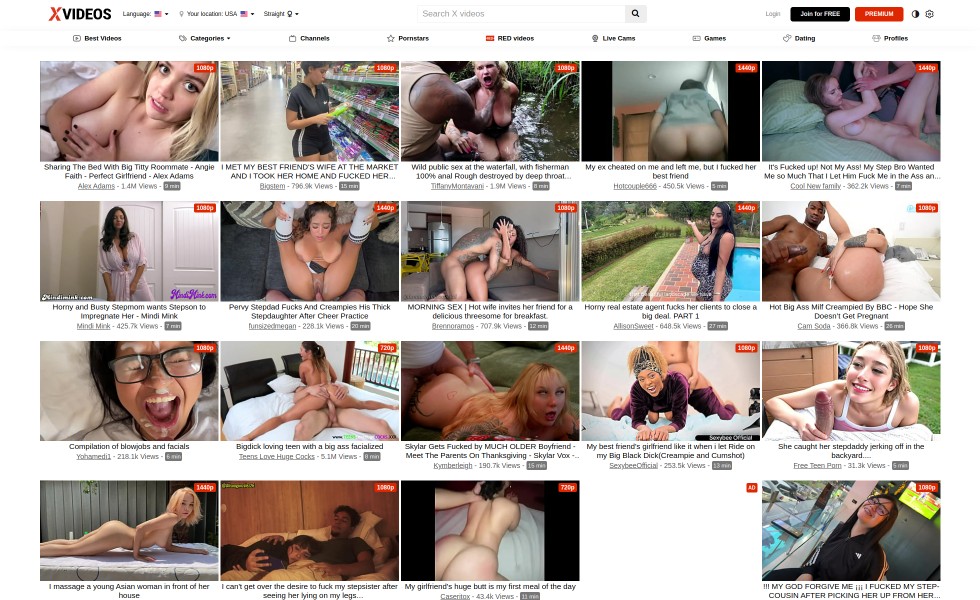 XVIDEOS
Language:
Your location: USA
Straight
Search X videos
Login
Join for FREE
PREMIUM
Best Videos
Categories
Channels
Pornstars
RED videos
Live Cams
Games
Dating
Profiles
1080p
1080p
1080p
1440p
1440p
Sharing The Bed With Big Titty Roommate - Angie
Faith - Perfect Girlfriend - Alex Adams
Alex Adams - 1.4M Views - 9 min
I MET MY BEST FRIEND'S WIFE AT THE MARKET
AND I TOOK HER HOME AND FUCKED HER...
Bigstem - 796.9k Views - 15 min
Wild public sex at the waterfall, with fisherman
100% anal Rough destroyed by deep throat...
TiffanyMontavani - 1.9M Views - 8 min
My ex cheated on me and left me, but i fucked her
best friend
Hotcouple666 - 450.5k Views - 5 min
It's Fucked up! Not My Ass! My Step Bro Wanted
Me so Much That I Let Him Fuck Me in the Ass an...
Cool New family - 362.2k Views - 7 min
1080p
1440p
1080p
1440p
1080p
MindiMink.com
Horny and Busty Stepmom wants Stepson to
Impregnate Her - Mindi Mink
Mindi Mink - 425.7k Views - 7 min
Pervy Stepdad Fucks And Creampies His Thick
Stepdaughter After Cheer Practice
funsizedmegan - 228.1k Views - 20 min
MORNING SEX | Hot wife invites her friend for a
delicious threesome for breakfast.
Brennoramos - 707.9k Views - 12 min
Horny real estate agent fucks her clients to close a
big deal. PART 1
AllisonSweet - 648.5k Views - 27 min
Hot Big Ass Milf Creampied By BBC - Hope She
Doesn't Get Pregnant
Cam Soda - 366.8k Views - 26 min
1080p
720p
1440p
1080p
1080p
Sexybee Official
Compilation of blowjobs and facials
Yohamedi1 - 218.1k Views - 5 min
Bigdick loving teen with a big ass facialized
Teens Love Huge Cocks - 5.1M Views - 8 min
Skylar Gets Fucked by MUCH OLDER Boyfriend -
Meet The Parents On Thanksgiving - Skylar Vox -..
Kymberleigh - 190.7k Views - 15 min
My best friend's girlfriend like it when i let Ride on
my Big Black Dick(Creampie and Cumshot)
SexybeeOfficial - 253.5k Views - 13 min
She caught her stepdaddy jerking off in the
backyard....
Free Teen Porn - 31.3k Views - 5 min
1440p
1080p
720p
AD
1080p
I massage a young Asian woman in front of her
house
I can't get over the desire to fuck my stepsister after
seeing her lying on my legs...
My girlfriend's huge butt is my first meal of the day
Caseritox - 43.4k Views - 11 min
!!! MY GOD FORGIVE ME ¡¡¡ I FUCKED MY STEP-
COUSIN AFTER PICKING HER UP FROM HER...